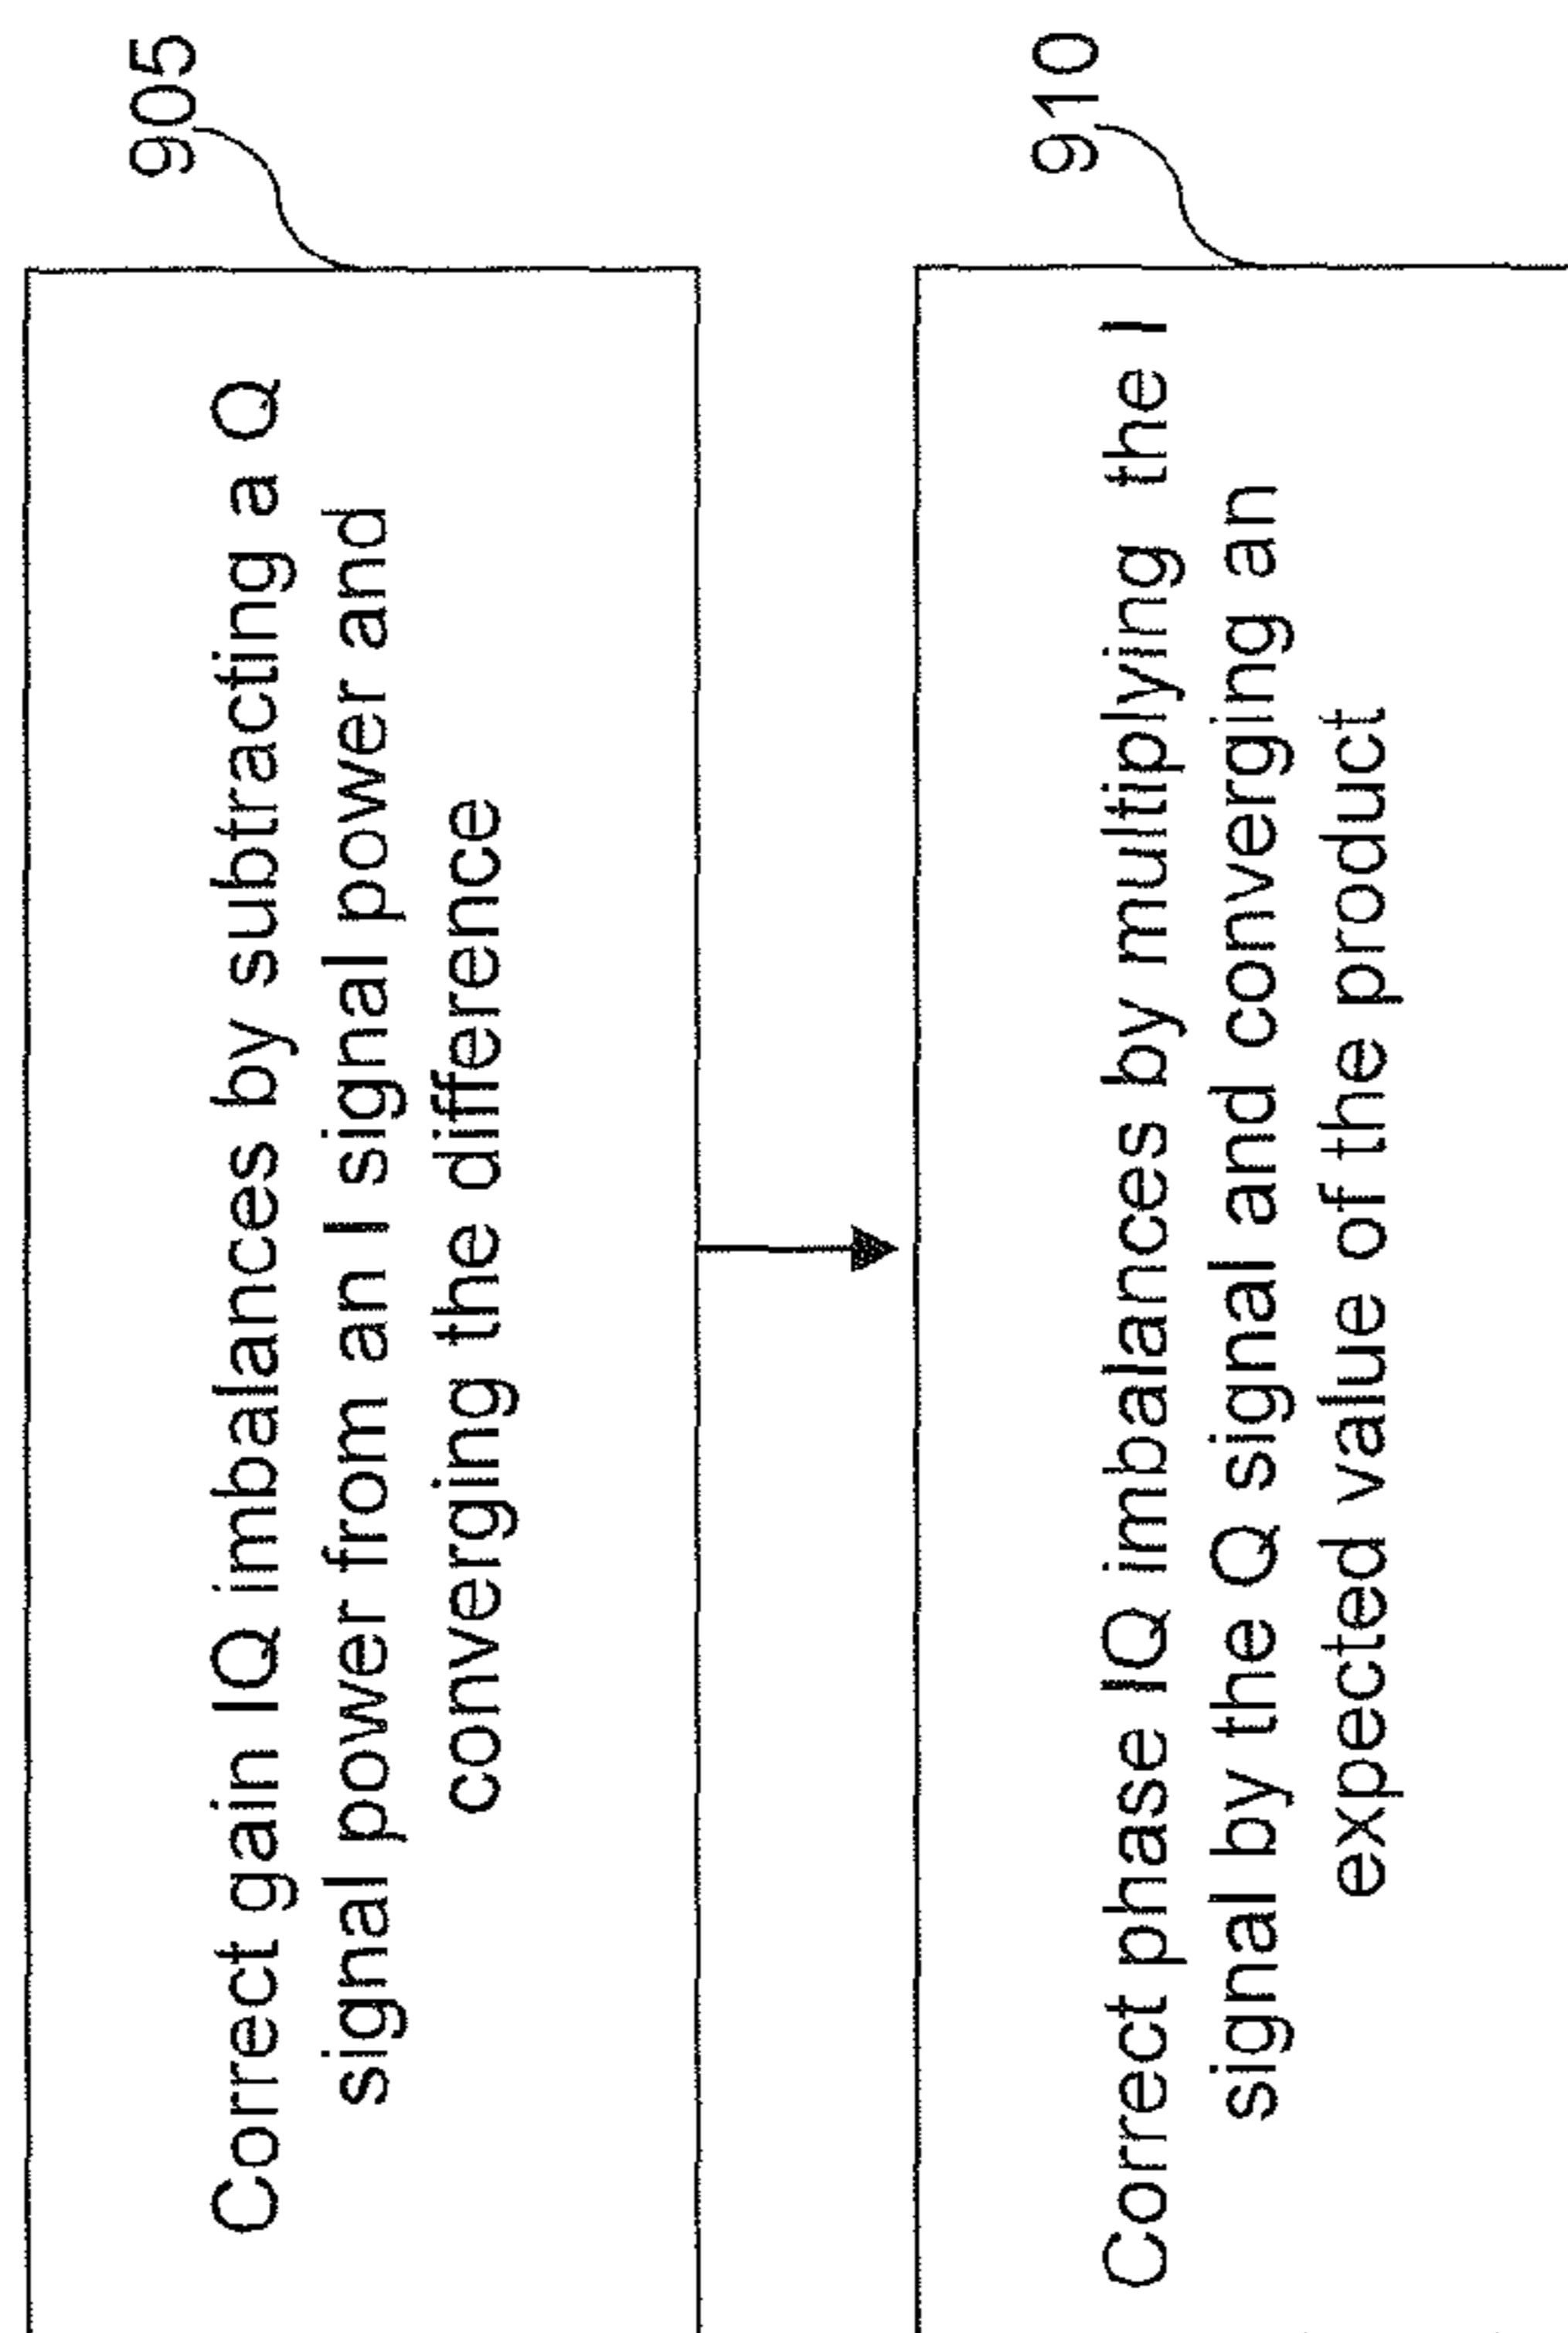 905
Correct gain IQ imbalances by subtracting a Q
signal power from an I signal power and
converging the difference
910
Correct phase IQ imbalances by multiplying the I
signal by the Q signal and converging an
expected value of the product